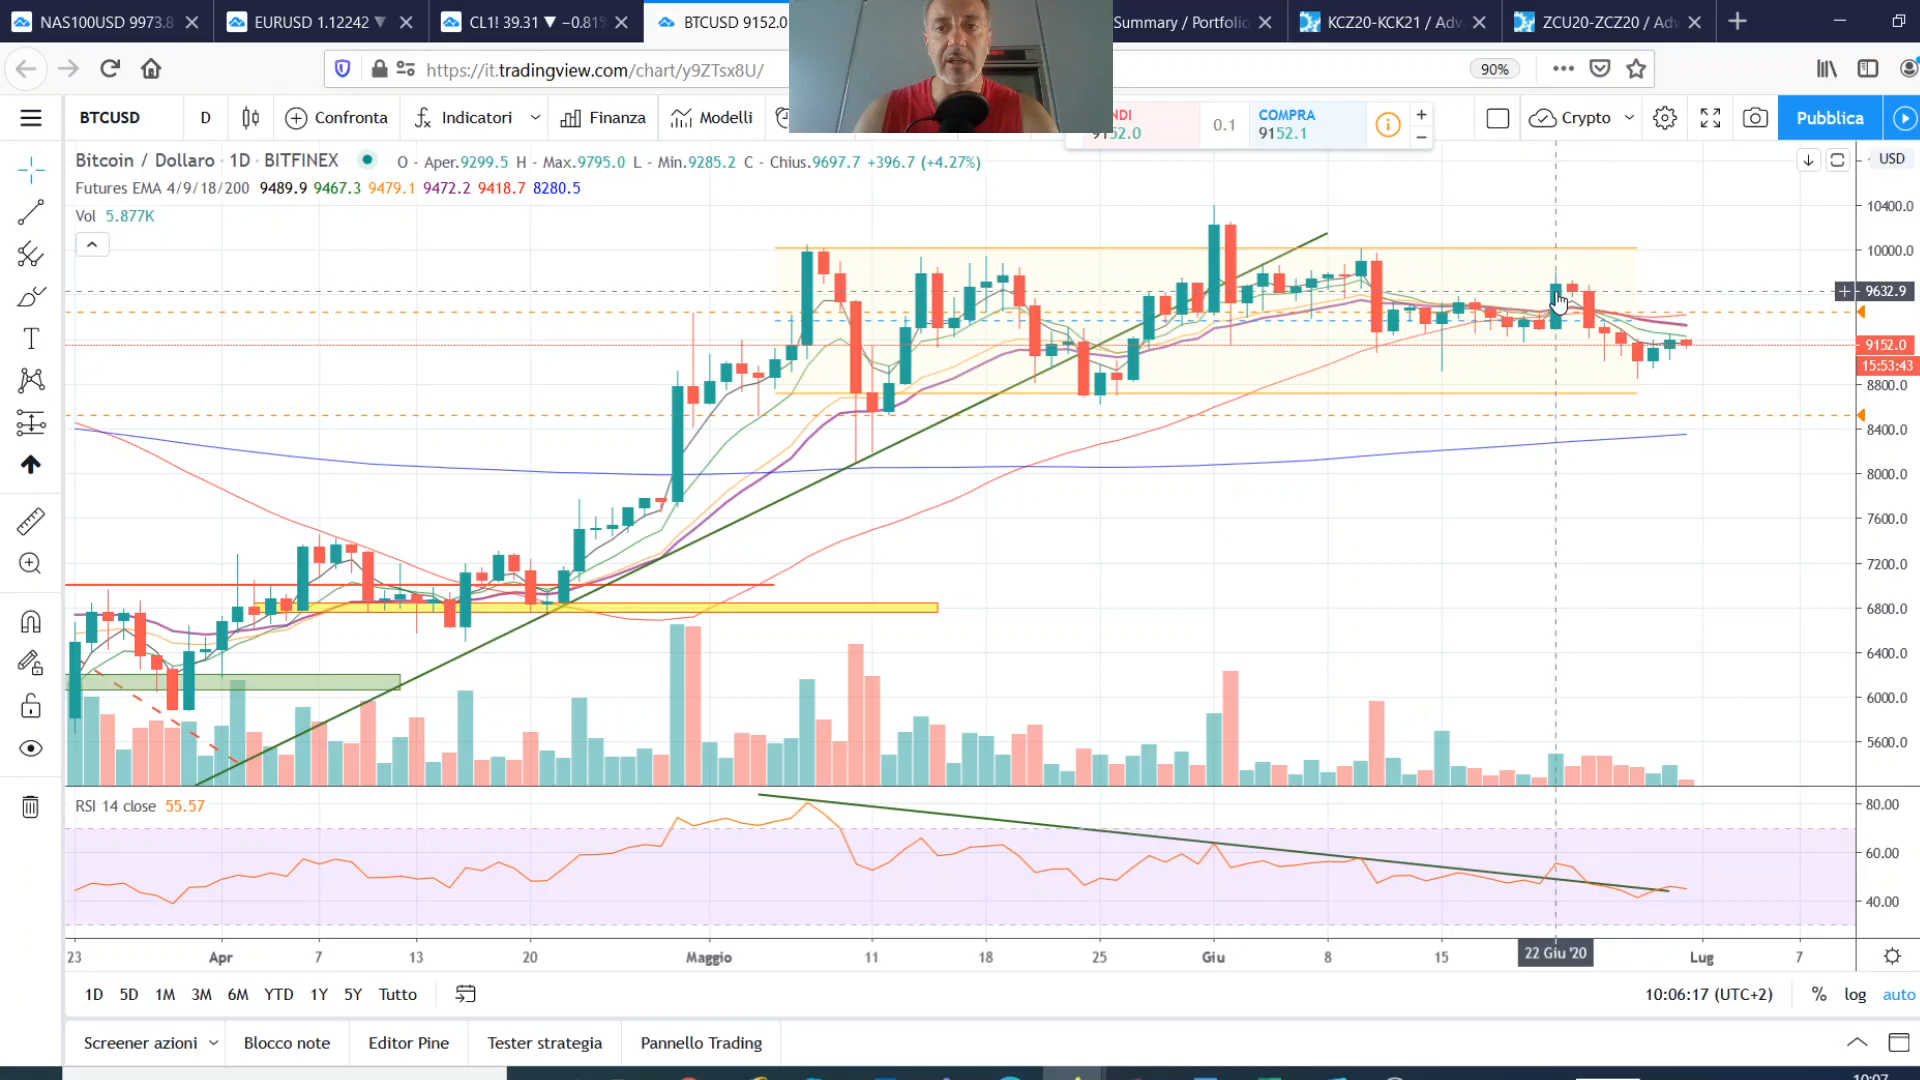 NAS100USD 9973.8
EURUSD 1.12242 ▼
CL1! 39.31 ▼ −0.81%
BTCUSD 9152.0
Summary / Portfolio
KCZ20-KCK21 / Adv
ZCU20-ZCZ20 / Adv
https://it.tradingview.com/chart/y9ZTsx8U/
90%
BTCUSD
D
Confronta
Indicatori
Finanza
Modelli
NDI
9152.0
0.1
COMPRA
9152.1
Crypto
Pubblica
Bitcoin / Dollaro · 1D · BITFINEX
O - Aper.9299.5 H - Max.9795.0 L - Min.9285.2 C - Chius.9697.7 +396.7 (+4.27%)
USD
Futures EMA 4/9/18/200 9489.9 9467.3 9479.1 9472.2 9418.7 8280.5
Vol 5.877K
10400.0
10000.0
9632.9
9152.0
15:53:43
8800.0
8400.0
8000.0
7600.0
7200.0
6800.0
6400.0
6000.0
5600.0
RSI 14 close 55.57
80.00
60.00
40.00
23 Apr 7 13 20 Maggio 11 18 25 Giu 8 15 22 Giu '20 Lug 7
1D 5D 1M 3M 6M YTD 1Y 5Y Tutto
10:06:17 (UTC+2) % log auto
Screener azioni
Blocco note
Editor Pine
Tester strategia
Pannello Trading